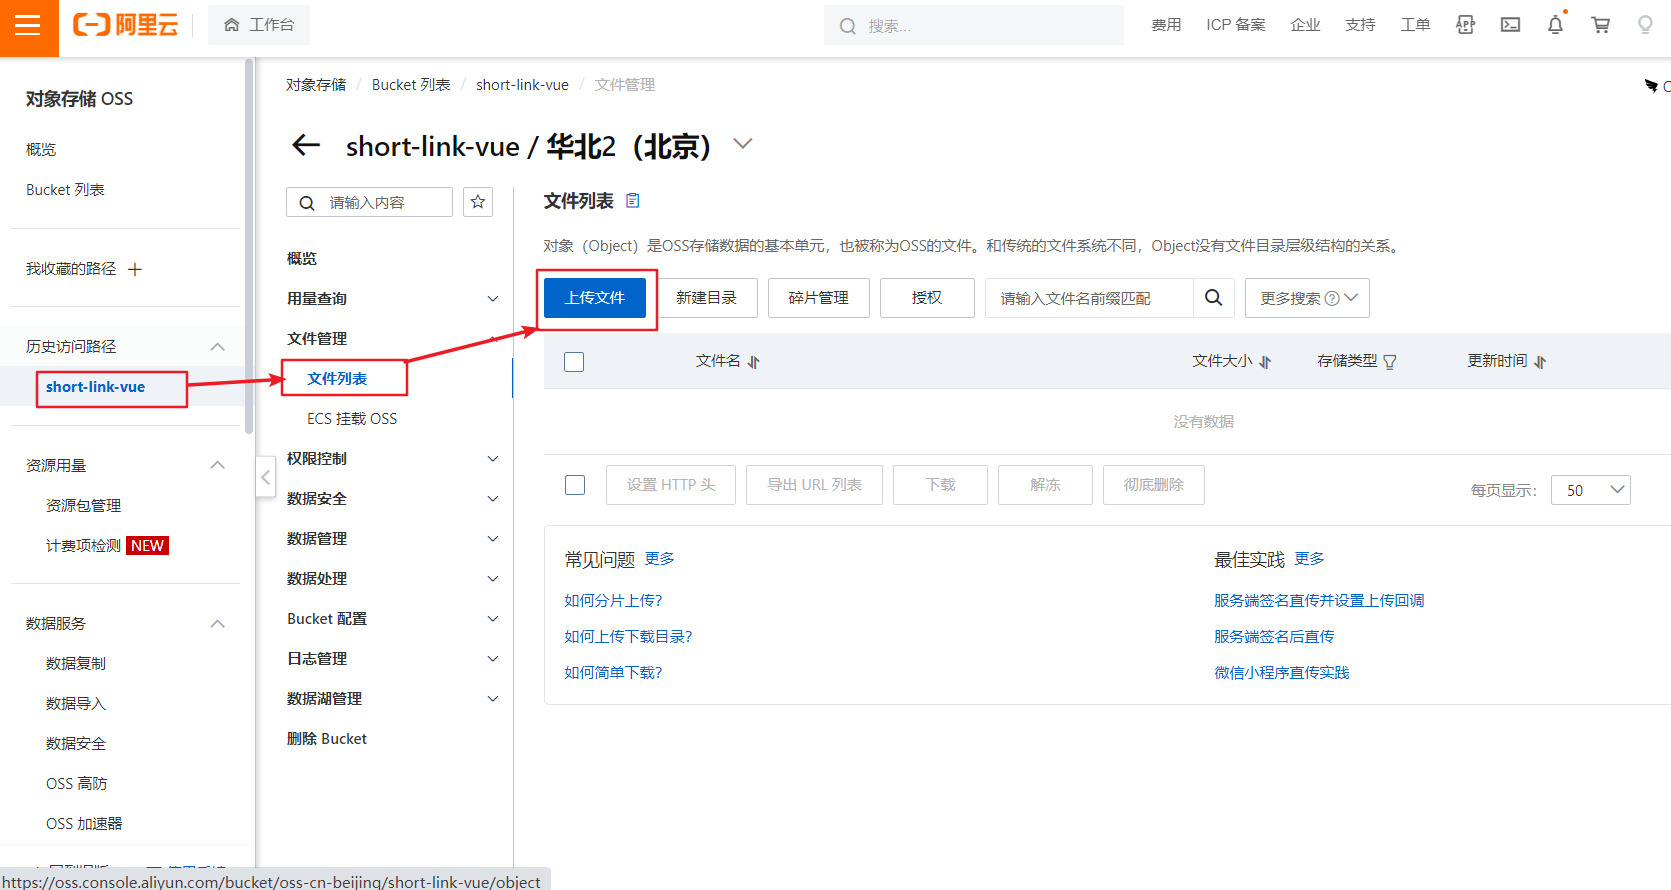 阿里云
工作台
搜索...
费用
ICP 备案
企业
支持
工单
APP
对象存储 OSS
概览
Bucket 列表
我收藏的路径
历史访问路径
short-link-vue
资源用量
资源包管理
计费项检测 NEW
数据服务
数据复制
数据导入
数据安全
OSS 高防
OSS 加速器
对象存储 / Bucket 列表 / short-link-vue / 文件管理
short-link-vue / 华北2（北京）
请输入内容
概览
用量查询
文件管理
文件列表
ECS 挂载 OSS
权限控制
数据安全
数据管理
数据处理
Bucket 配置
日志管理
数据湖管理
删除 Bucket
文件列表
对象（Object）是OSS存储数据的基本单元，也被称为OSS的文件。和传统的文件系统不同，Object没有文件目录层级结构的关系。
上传文件
新建目录
碎片管理
授权
请输入文件名前缀匹配
更多搜索
文件名
文件大小
存储类型
更新时间
没有数据
设置 HTTP 头
导出 URL 列表
下载
解冻
彻底删除
每页显示：
50
常见问题 更多
如何分片上传?
如何上传下载目录?
如何简单下载?
最佳实践 更多
服务端签名直传并设置上传回调
服务端签名后直传
微信小程序直传实践
https://oss.console.aliyun.com/bucket/oss-cn-beijing/short-link-vue/object